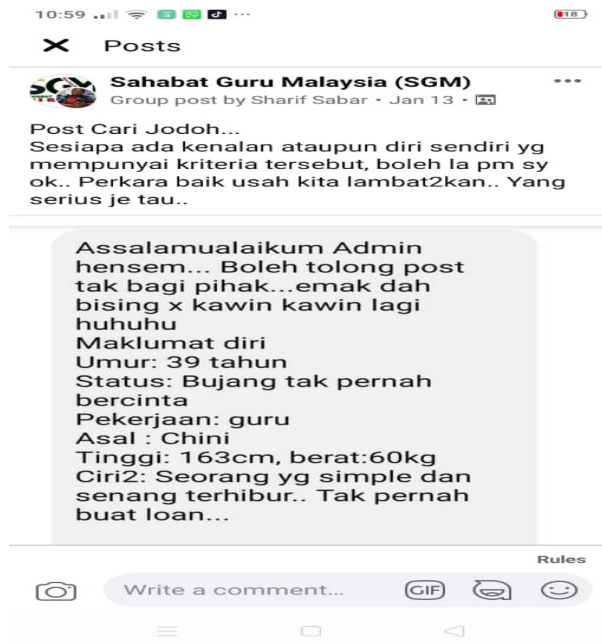 10:59
18
Posts
Sahabat Guru Malaysia (SGM)
Group post by Sharif Sabar • Jan 13 •
Post Cari Jodoh...
Sesiapa ada kenalan ataupun diri sendiri yg
mempunyai kriteria tersebut, boleh la pm sy
ok.. Perkara baik usah kita lambat2kan.. Yang
serius je tau..
Assalamualaikum Admin
hensem... Boleh tolong post
tak bagi pihak...emak dah
bising x kawin kawin lagi
huhuhu
Maklumat diri
Umur: 39 tahun
Status: Bujang tak pernah
bercinta
Pekerjaan: guru
Asal : Chini
Tinggi: 163cm, berat:60kg
Ciri2: Seorang yg simple dan
senang terhibur.. Tak pernah
buat loan...
Rules
Write a comment...
GIF